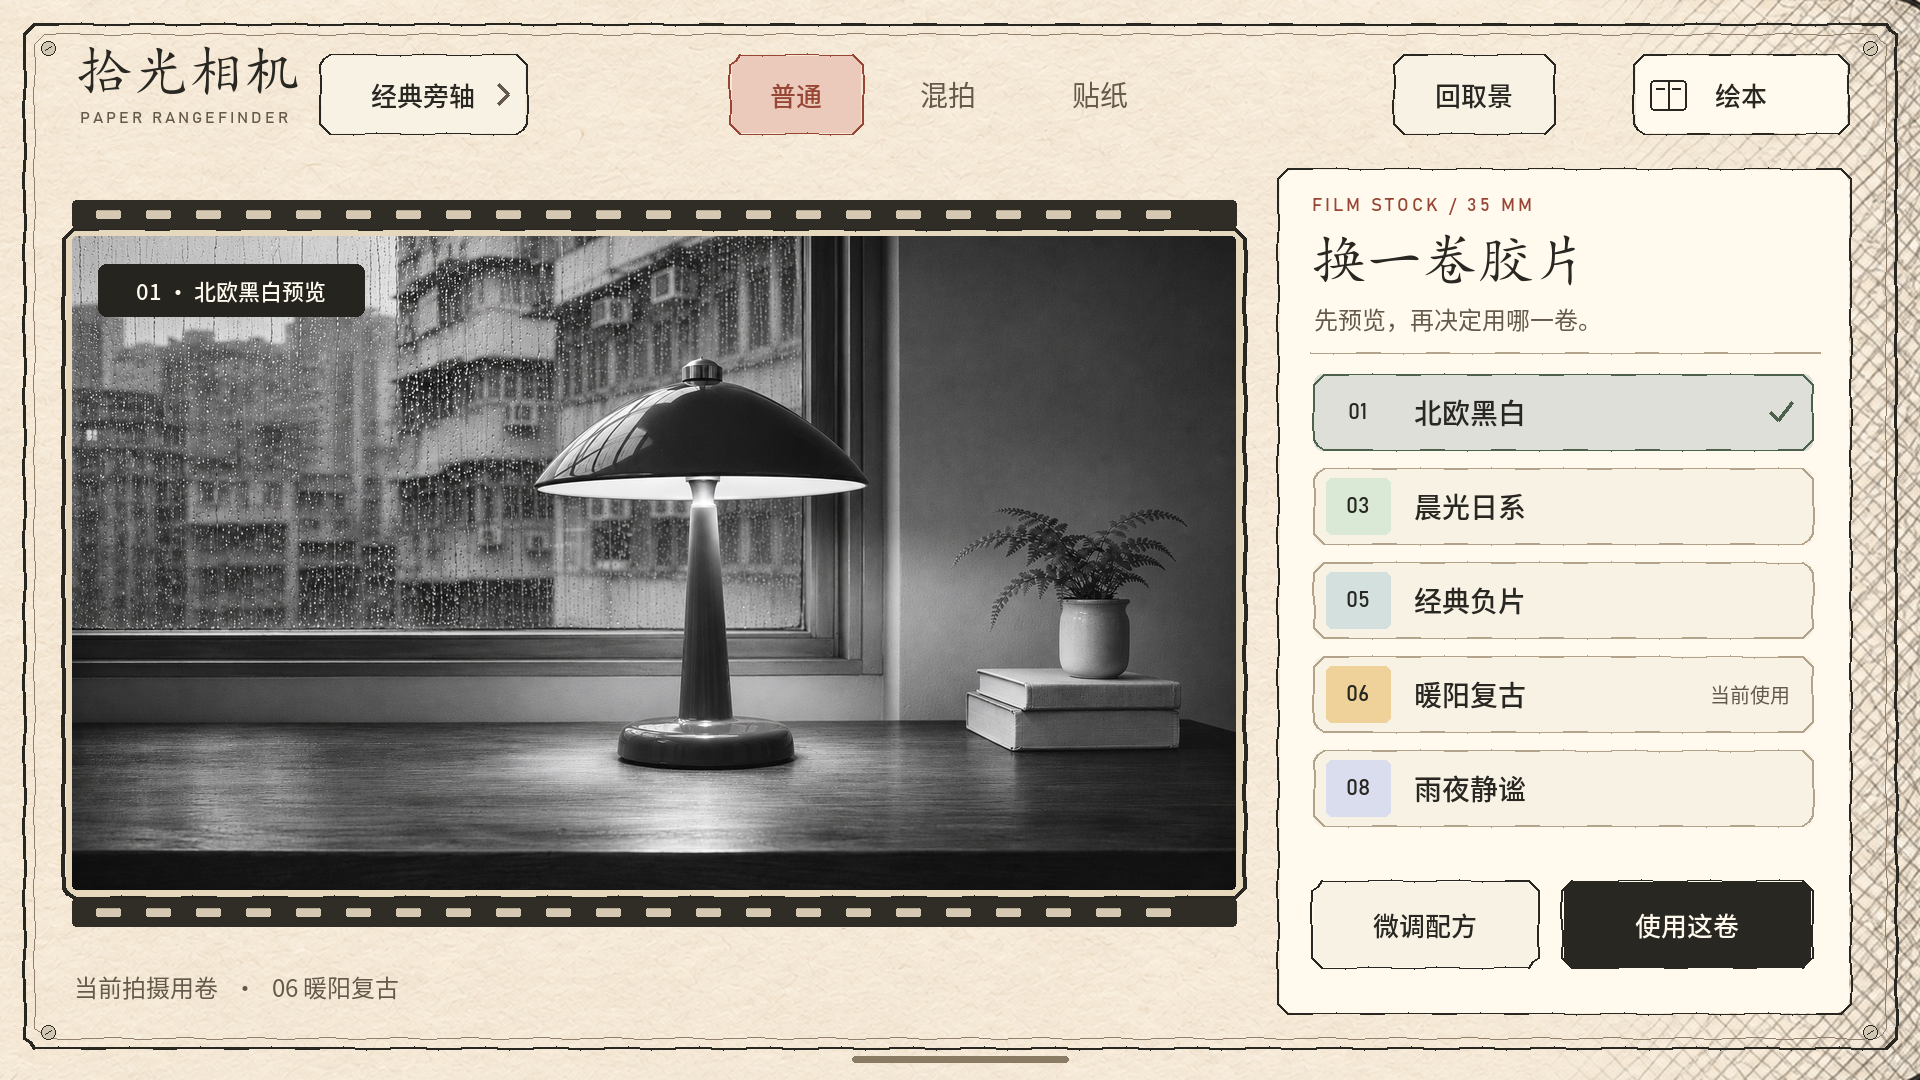 拾光相机
PAPER RANGEFINDER
经典旁轴
普通
混拍
贴纸
回取景
绘本
01 • 北欧黑白预览
FILM STOCK / 35 MM
换一卷胶片
先预览，再决定用哪一卷。
01 北欧黑白
03 晨光日系
05 经典负片
06 暖阳复古 当前使用
08 雨夜静谧
微调配方
使用这卷
当前拍摄用卷 • 06 暖阳复古